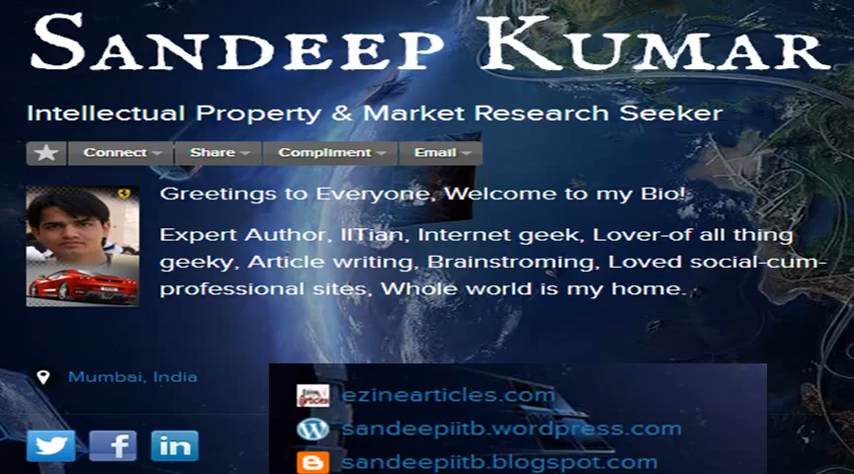 Sandeep Kumar
Intellectual Property & Market Research Seeker
Connect Share Compliment Email
Greetings to Everyone, Welcome to my Bio!
Expert Author, IITian, Internet geek, Lover-of all thing
geeky, Article writing, Brainstroming, Loved social-cum-
professional sites, Whole world is my home.
Mumbai, India
ezinearticles.com
sandeepiitb.wordpress.com
sandeepiitb.blogspot.com